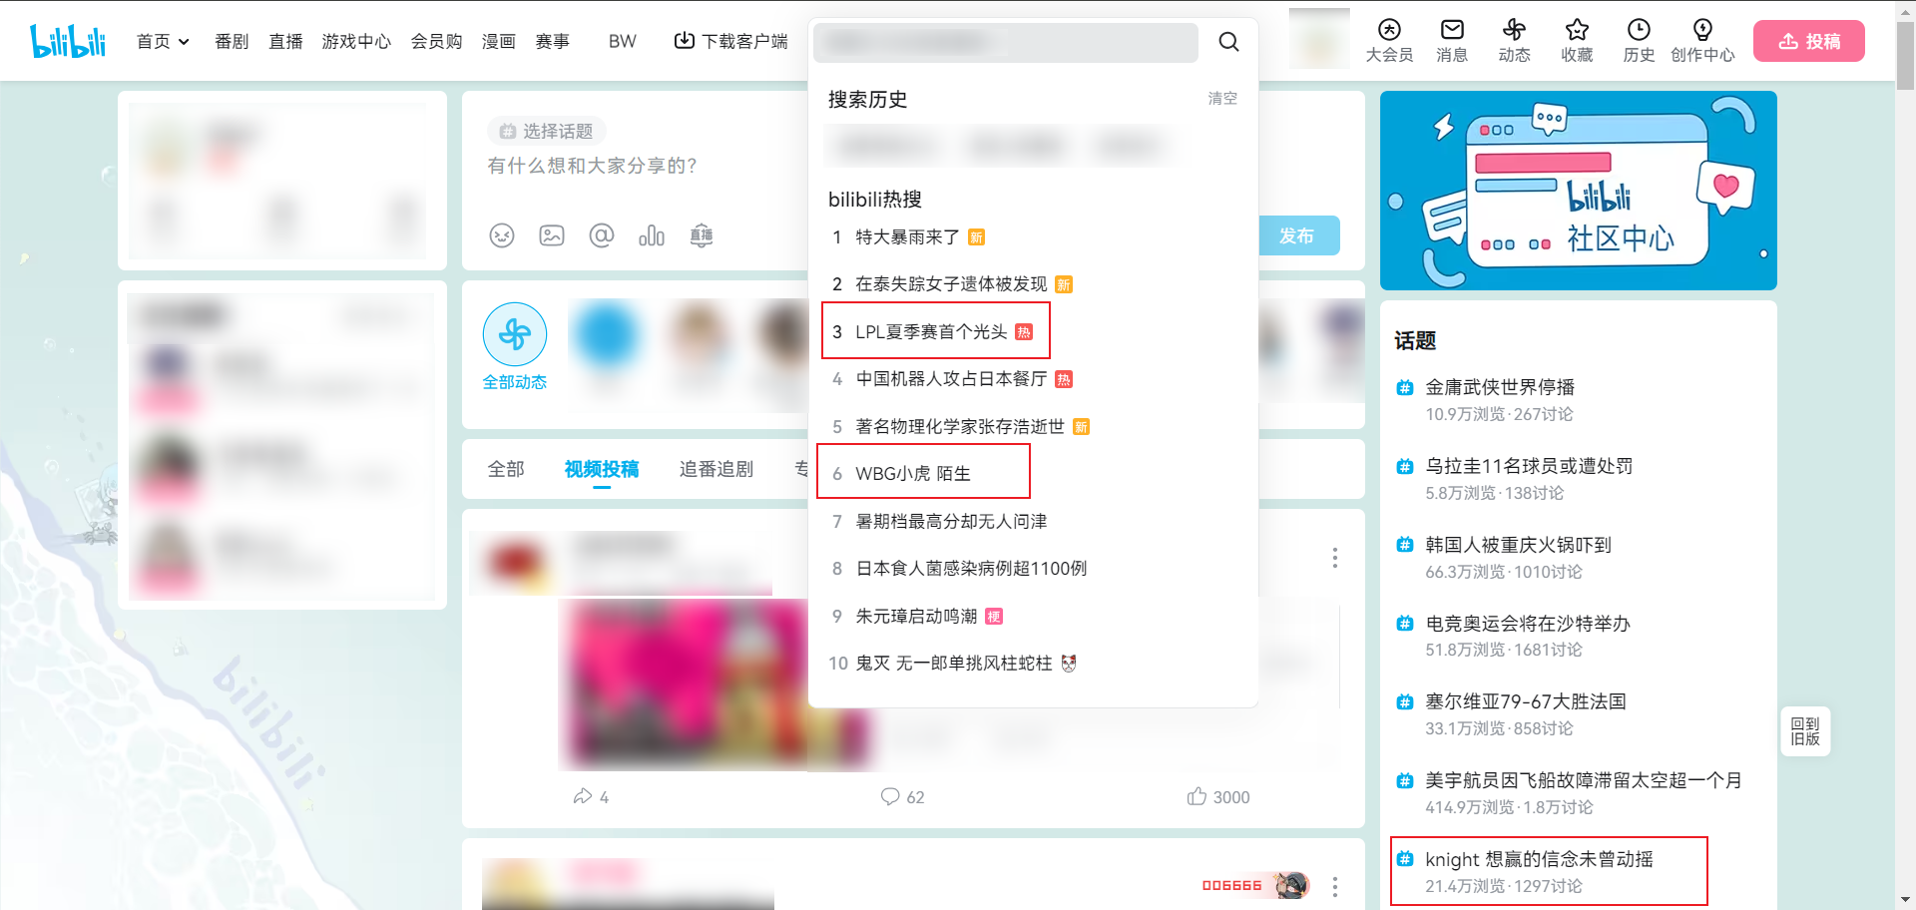 bilibili
首页
番剧
直播
游戏中心
会员购
漫画
赛事
BW
下载客户端
大会员
消息
动态
收藏
历史
创作中心
投稿
选择话题
有什么想和大家分享的？
直播
发布
搜索历史
清空
bilibili热搜
1 特大暴雨来了 新
2 在泰失踪女子遗体被发现 新
3 LPL夏季赛首个光头 热
4 中国机器人攻占日本餐厅 热
5 著名物理化学家张存浩逝世 新
6 WBG小虎 陌生
7 暑期档最高分却无人问津
8 日本食人菌感染病例超1100例
9 朱元璋启动鸣潮 梗
10 鬼灭 无一郎单挑风柱蛇柱
全部动态
全部
视频投稿
追番追剧
专
4
62
3000
006666
bilibili
bilibili
社区中心
话题
金庸武侠世界停播
10.9万浏览·267讨论
乌拉圭11名球员或遭处罚
5.8万浏览·138讨论
韩国人被重庆火锅吓到
66.3万浏览·1010讨论
电竞奥运会将在沙特举办
51.8万浏览·1681讨论
塞尔维亚79-67大胜法国
33.1万浏览·858讨论
美宇航员因飞船故障滞留太空超一个月
414.9万浏览·1.8万讨论
knight 想赢的信念未曾动摇
21.4万浏览·1297讨论
回到
旧版